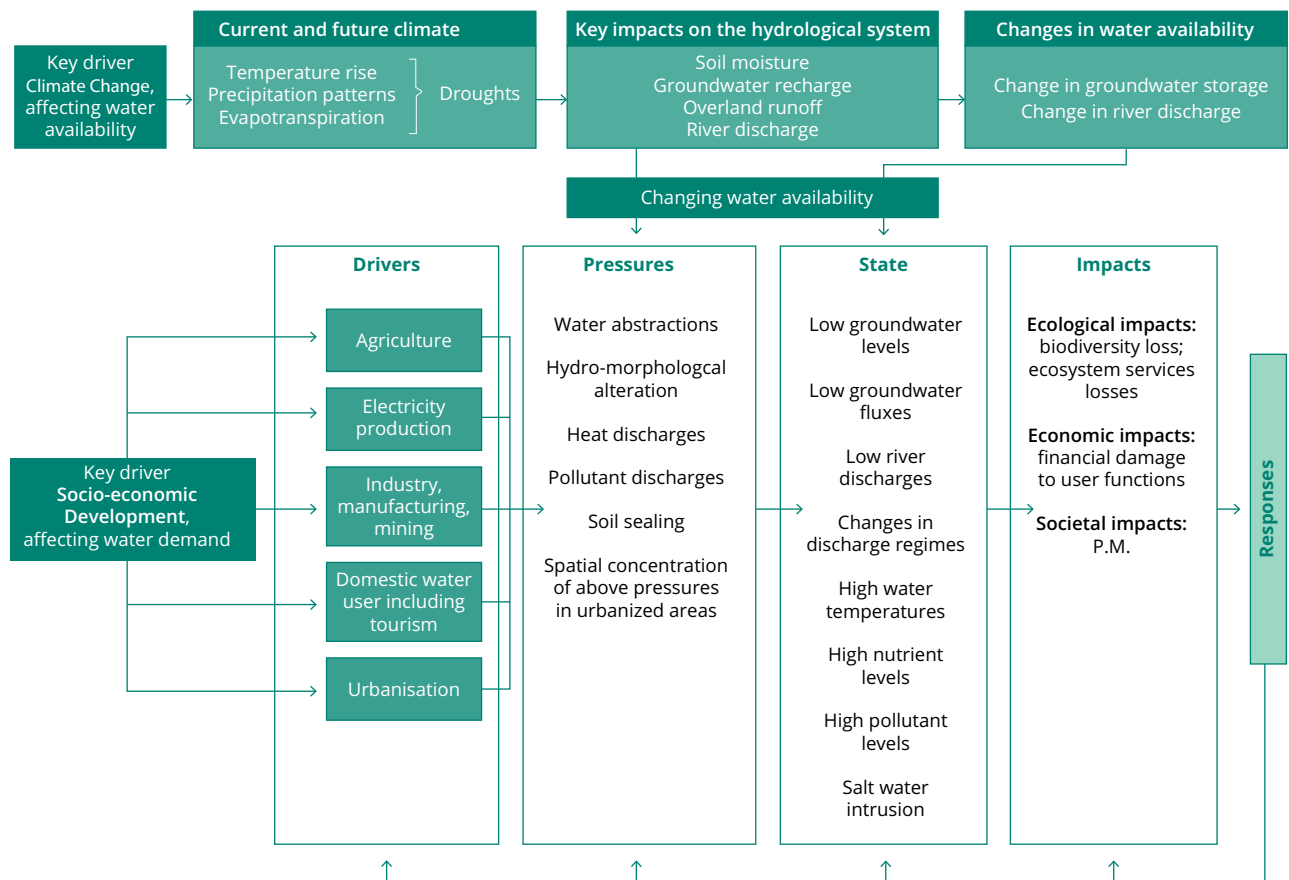 Key driver
Climate Change,
affecting water
availability
Current and future climate
Temperature rise
Precipitation patterns
Evapotranspiration
Droughts
Key impacts on the hydrological system
Soil moisture
Groundwater recharge
Overland runoff
River discharge
Changes in water availability
Change in groundwater storage
Change in river discharge
Changing water availability
Key driver
Socio-economic
Development,
affecting water demand
Drivers
Agriculture
Electricity
production
Industry,
manufacturing,
mining
Domestic water
user including
tourism
Urbanisation
Pressures
Water abstractions
Hydro-morphologcal
alteration
Heat discharges
Pollutant discharges
Soil sealing
Spatial concentration
of above pressures
in urbanized areas
State
Low groundwater
levels
Low groundwater
fluxes
Low river
discharges
Changes in
discharge regimes
High water
temperatures
High nutrient
levels
High pollutant
levels
Salt water
intrusion
Impacts
Ecological impacts:
biodiversity loss;
ecosystem services
losses
Economic impacts:
financial damage
to user functions
Societal impacts:
P.M.
Responses